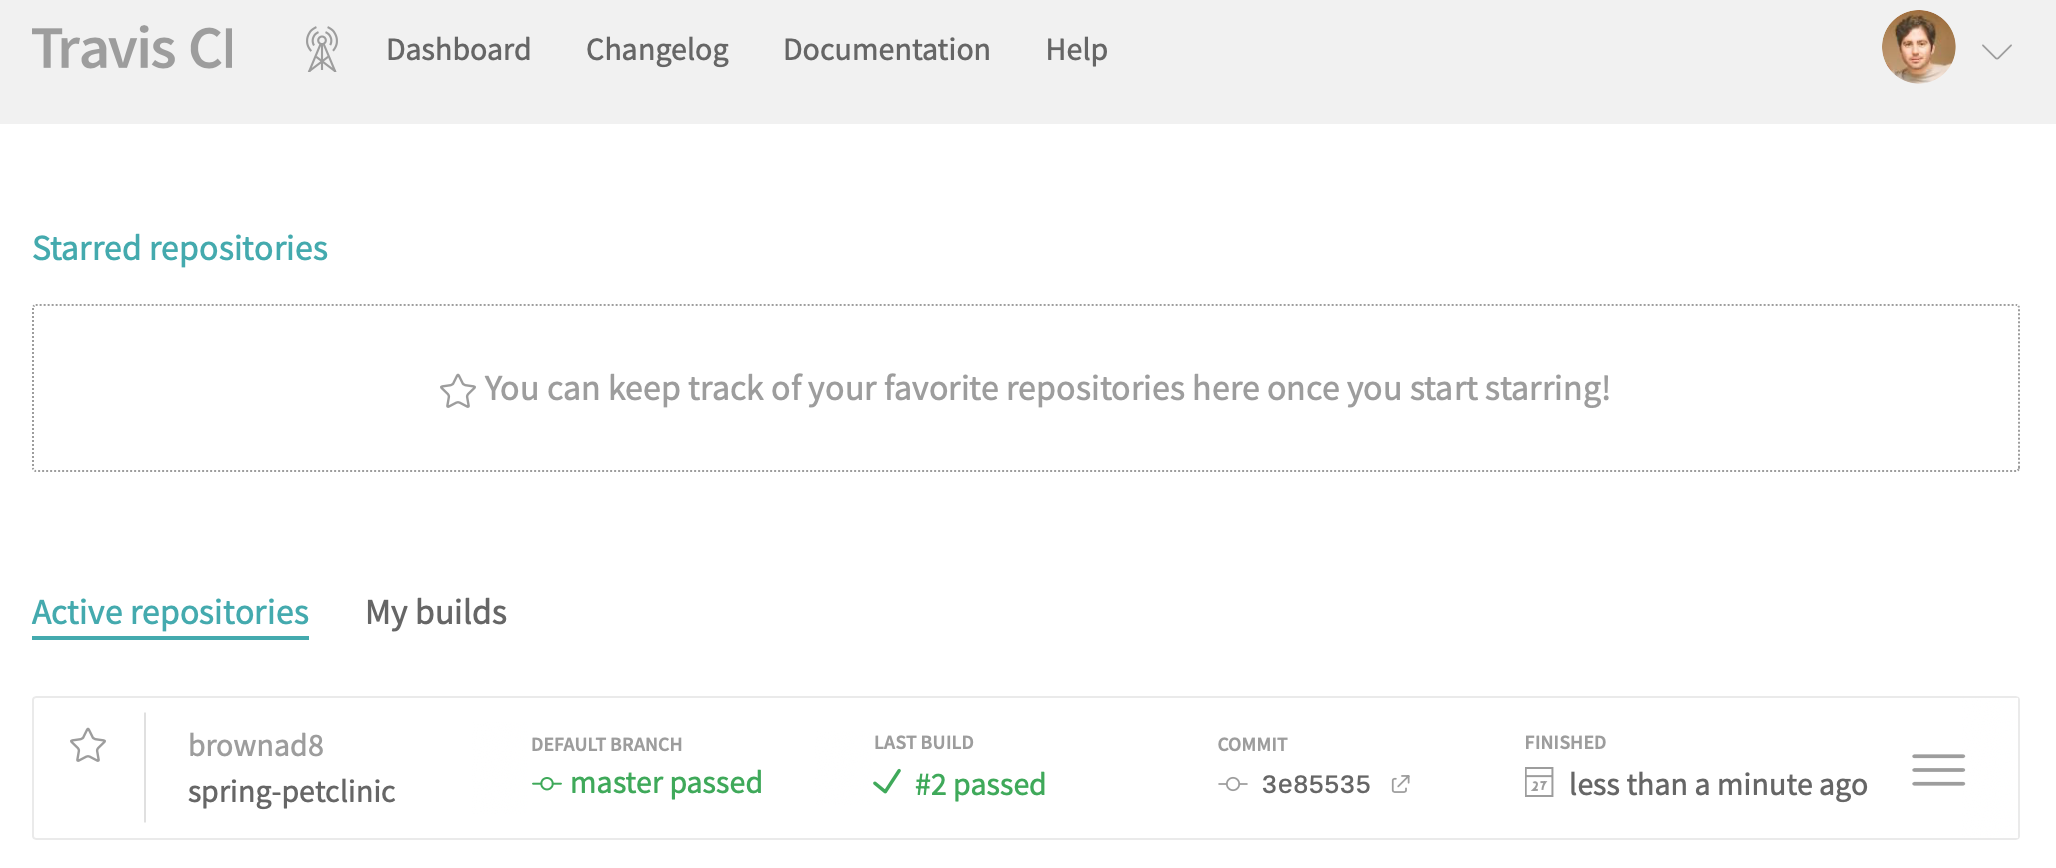 Travis CI Dashboard Changelog Documentation Help
Starred repositories
You can keep track of your favorite repositories here once you start starring!
Active repositories My builds
brownad8 DEFAULT BRANCH LAST BUILD COMMIT FINISHED
spring-petclinic master passed #2 passed 3e85535 27 less than a minute ago